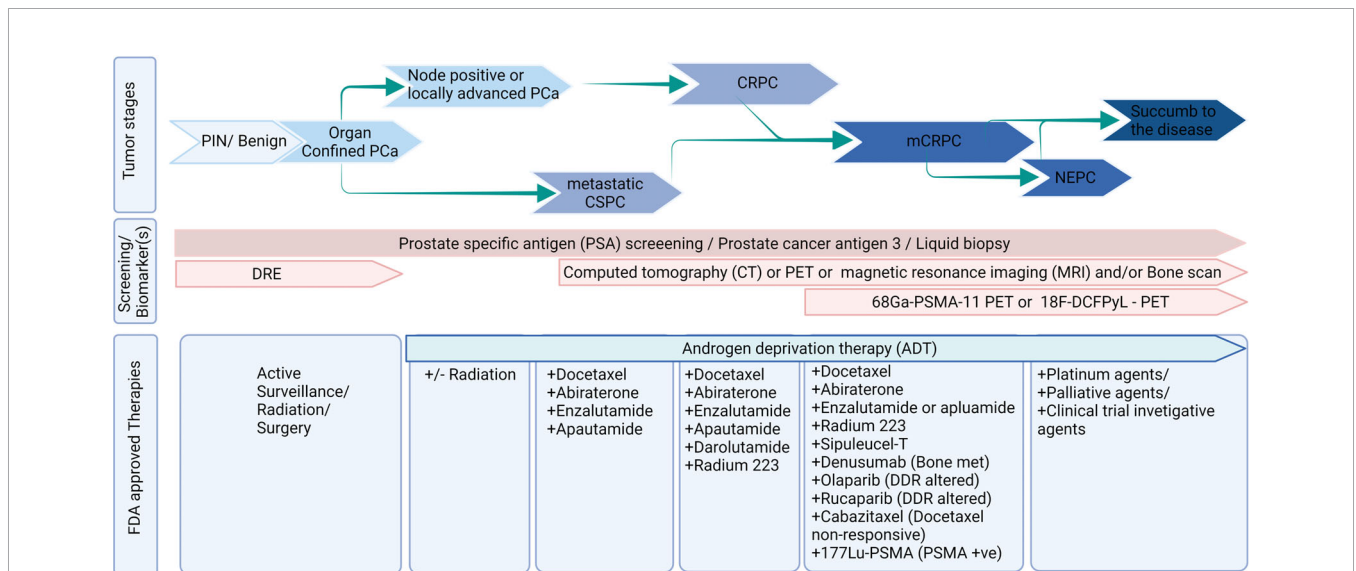 Tumor stages
PIN/ Benign
Organ
Confined PCa
Node positive or
locally advanced PCa
metastatic
CSPC
CRPC
mCRPC
NEPC
Succumb to
the disease
Screening/
Biomarker(s)
Prostate specific antigen (PSA) screeening / Prostate cancer antigen 3 / Liquid biopsy
DRE
Computed tomography (CT) or PET or magnetic resonance imaging (MRI) and/or Bone scan
68Ga-PSMA-11 PET or 18F-DCFPyL - PET
FDA approved Therapies
Androgen deprivation therapy (ADT)
Active
Surveillance/
Radiation/
Surgery
+/- Radiation
+Docetaxel
+Abiraterone
+Enzalutamide
+Apautamide
+Docetaxel
+Abiraterone
+Enzalutamide
+Apautamide
+Darolutamide
+Radium 223
+Docetaxel
+Abiraterone
+Enzalutamide or apluamide
+Radium 223
+Sipuleucel-T
+Denusumab (Bone met)
+Olaparib (DDR altered)
+Rucaparib (DDR altered)
+Cabazitaxel (Docetaxel
non-responsive)
+177Lu-PSMA (PSMA +ve)
+Platinum agents/
+Palliative agents/
+Clinical trial invetigative
agents